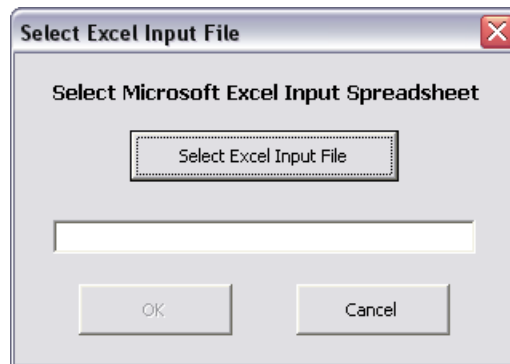 Select Excel Input File
Select Microsoft Excel Input Spreadsheet
Select Excel Input File
OK
Cancel